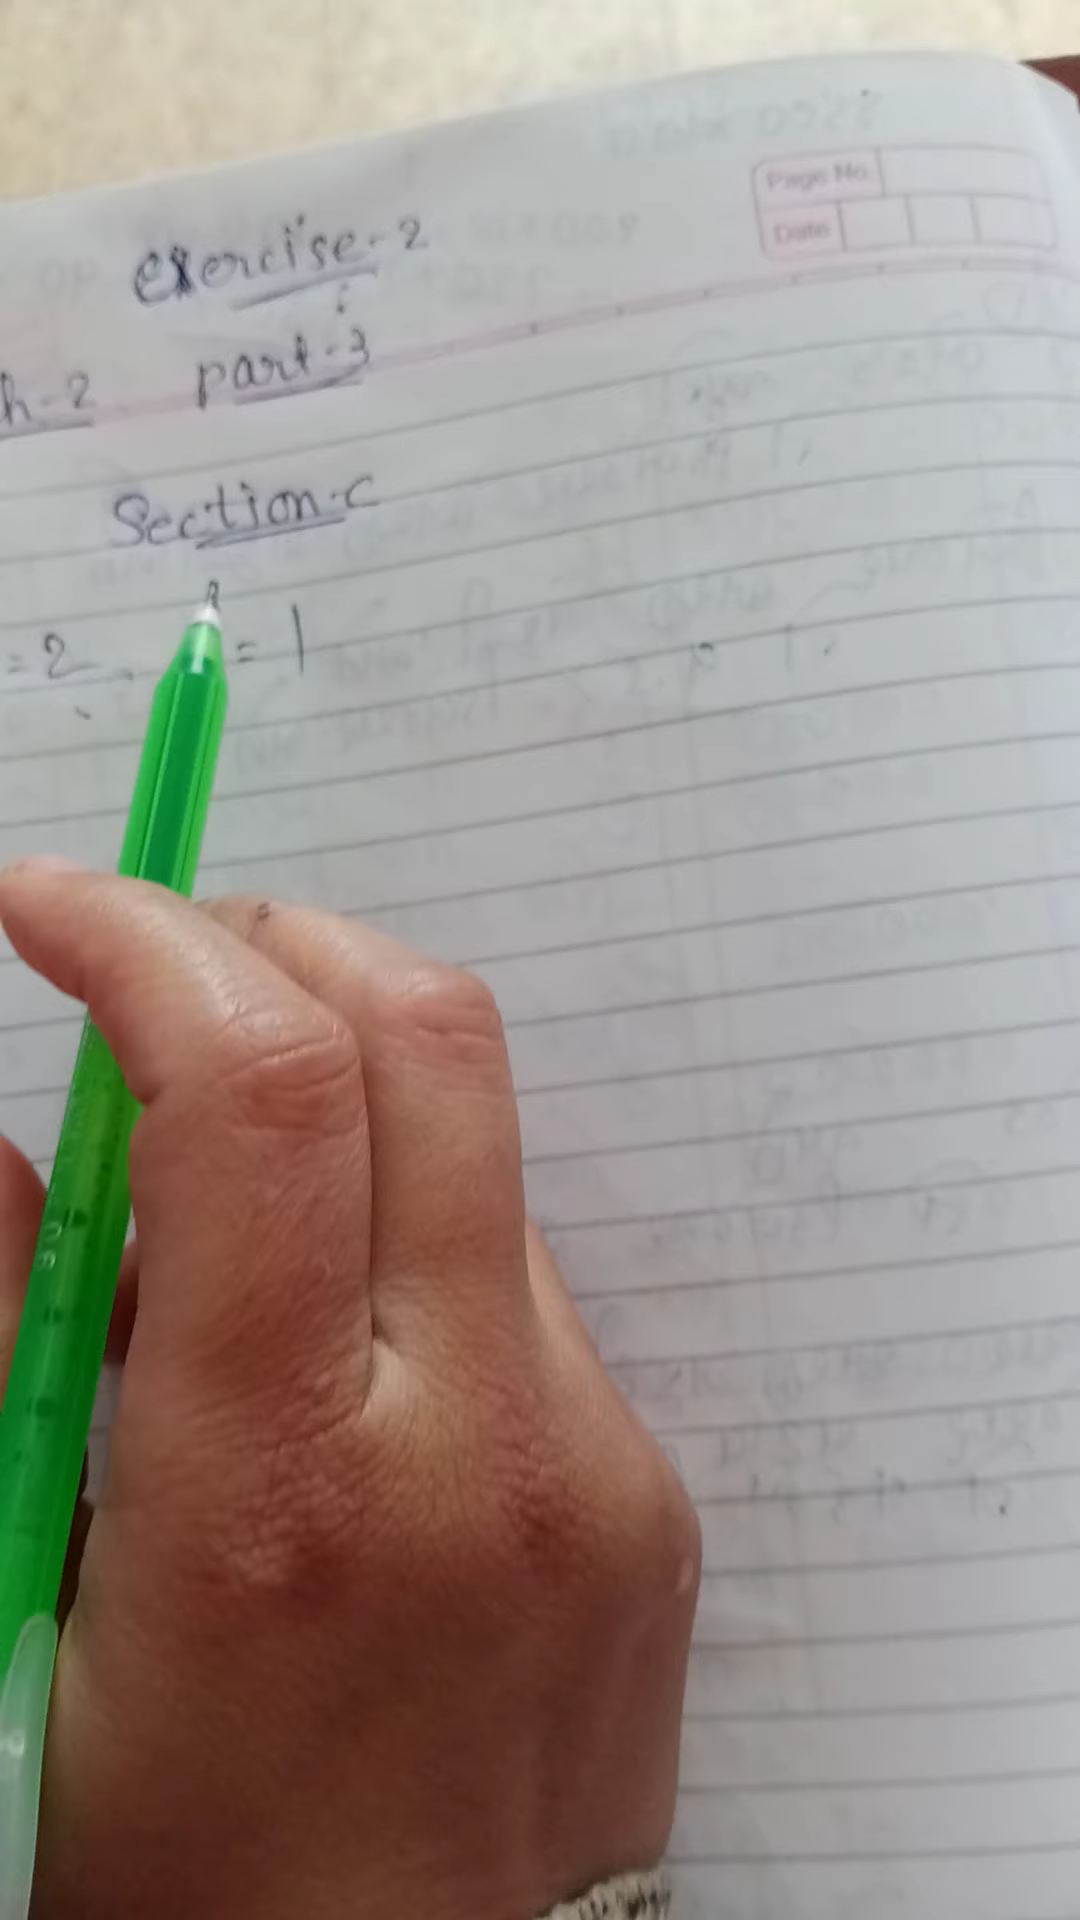 Page No.
Date
Exercise-2
h-2 part-3
Section-C
=2 =1